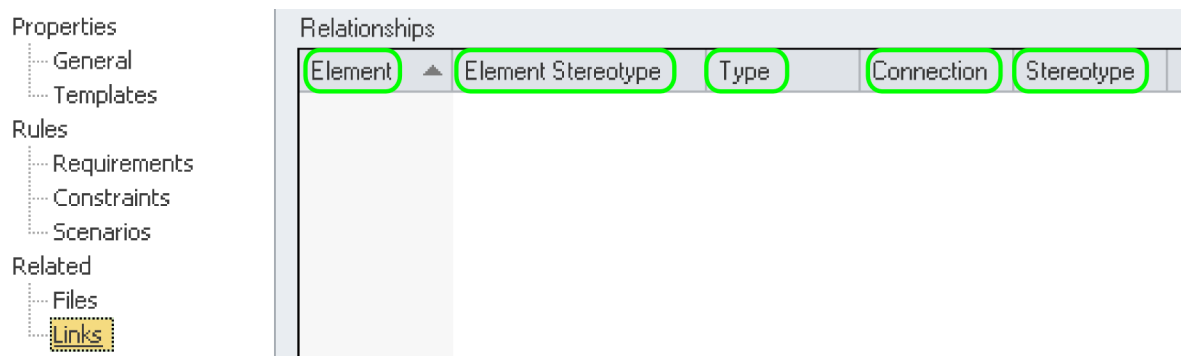 Properties
General
Templates
Rules
Requirements
Constraints
Scenarios
Related
Files
Links
Relationships
Element Element Stereotype Type Connection Stereotype